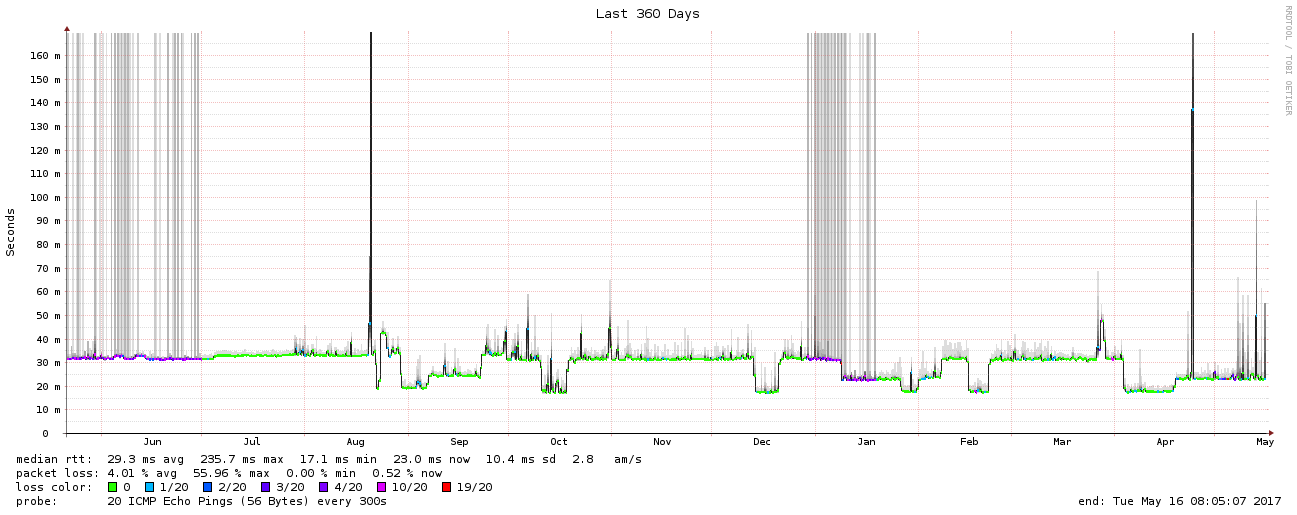 Last 360 Days
RRDTOOL / TOBI OETIKER
Seconds
160 m
150 m
140 m
130 m
120 m
110 m
100 m
90 m
80 m
70 m
60 m
50 m
40 m
30 m
20 m
10 m
0
Jun Jul Aug Sep Oct Nov Dec Jan Feb Mar Apr May
median rtt: 29.3 ms avg 235.7 ms max 17.1 ms min 23.0 ms now 10.4 ms sd 2.8 am/s
packet loss: 4.01 % avg 55.96 % max 0.00 % min 0.52 % now
loss color: 0 1/20 2/20 3/20 4/20 10/20 19/20
probe: 20 ICMP Echo Pings (56 Bytes) every 300s
end: Tue May 16 08:05:07 2017